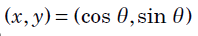 (x, y) = (cos θ, sin θ)